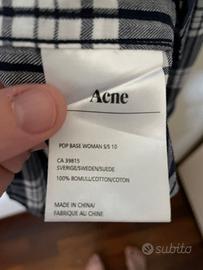 Acne
POP BASE WOMAN S/S 10
CA 39815
SVERIGE/SWEDEN/SUEDE
100% BOMULL/COTTON/COTON
MADE IN CHINA/
FABRIQUE AU CHINE
subito